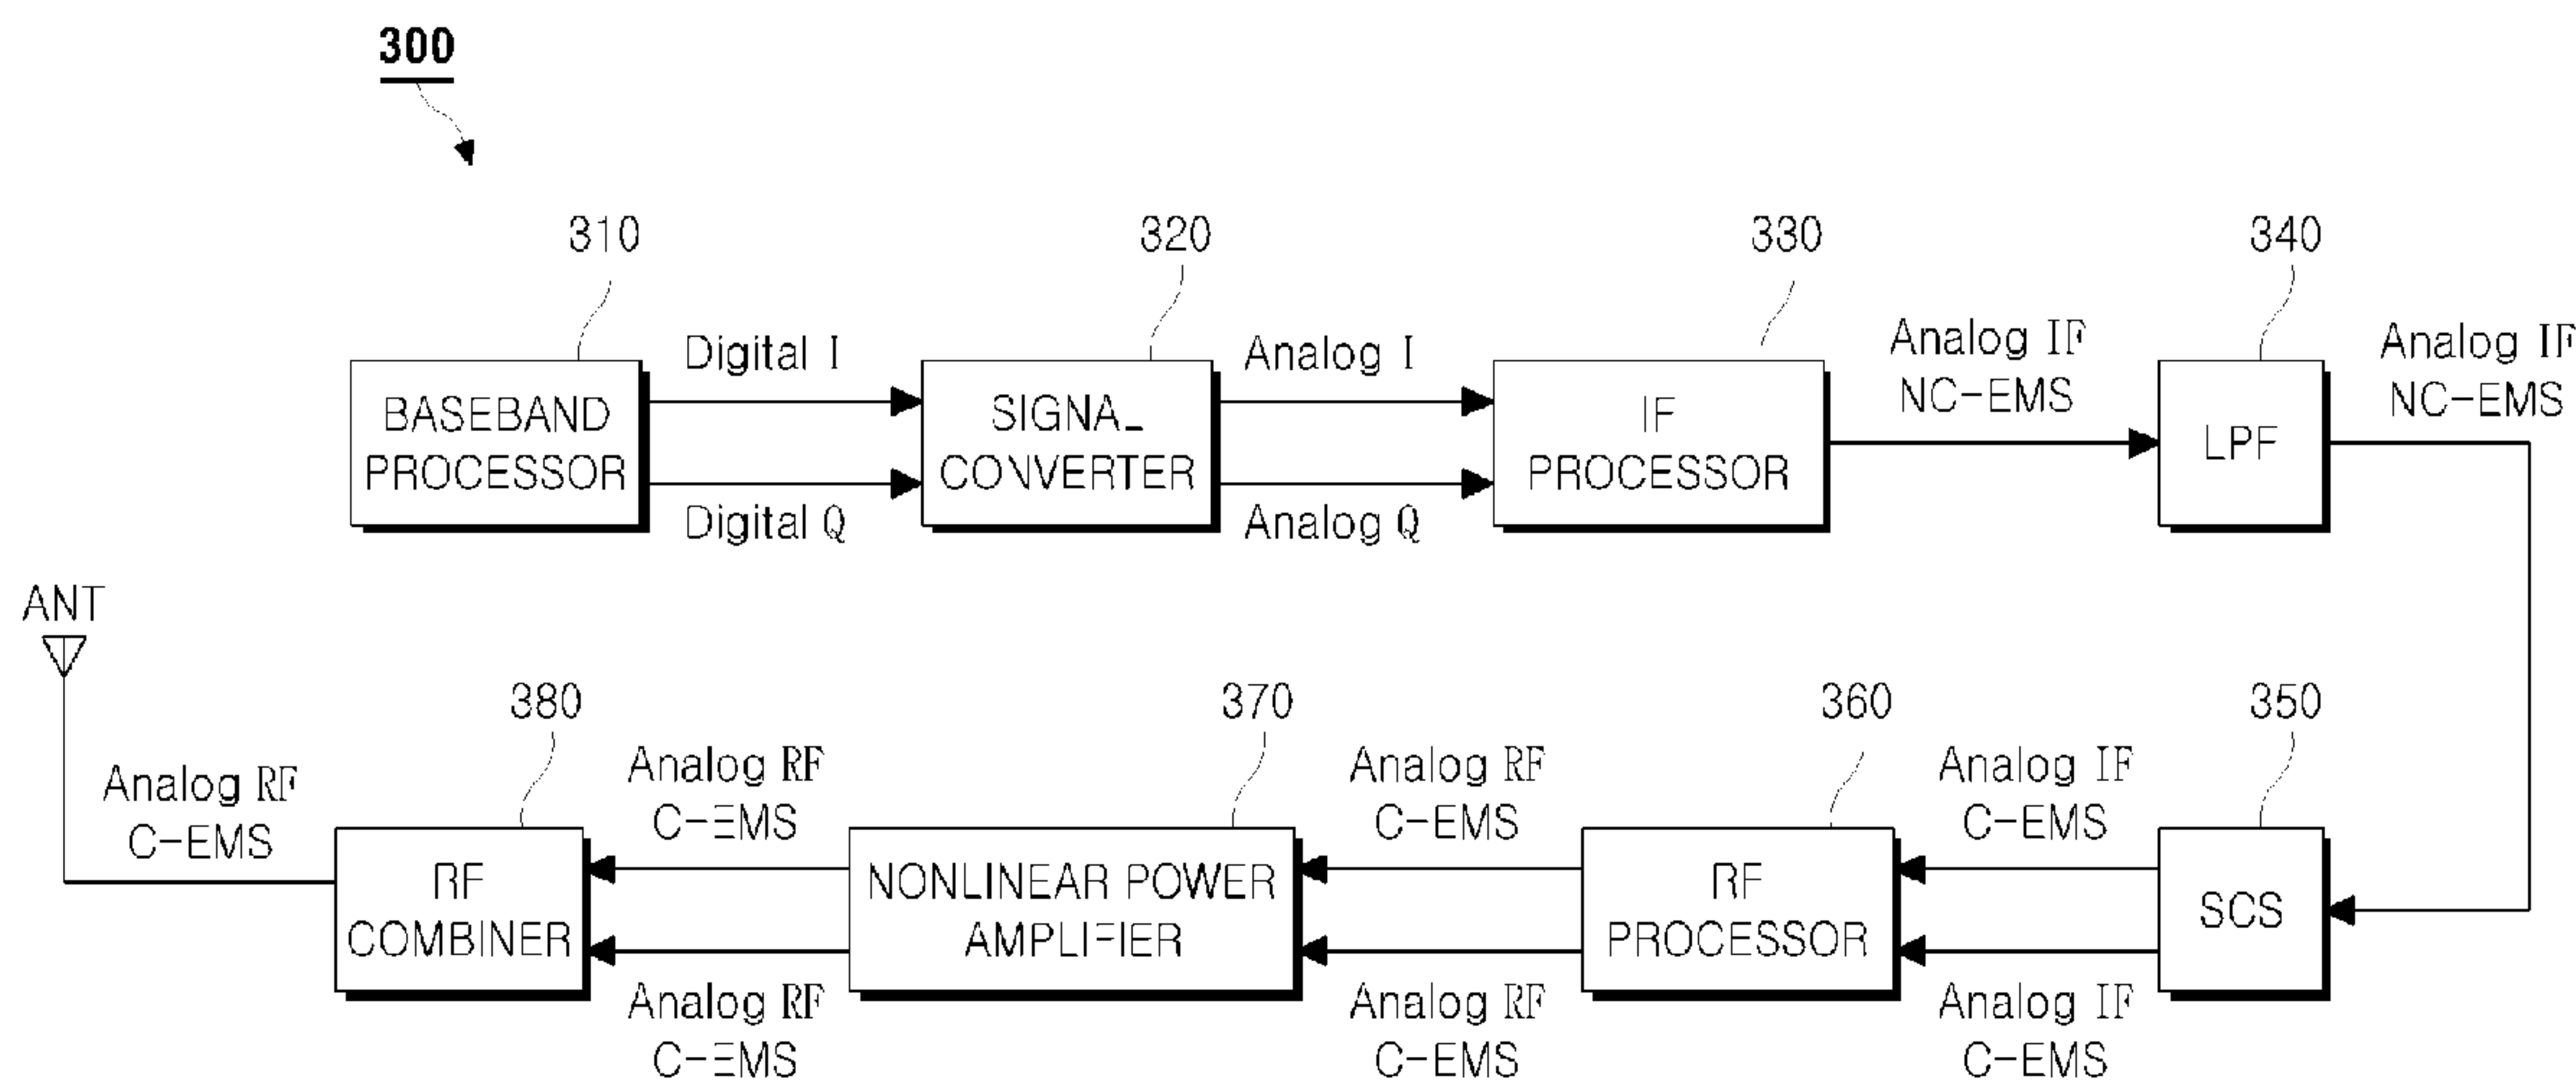 300
310
320
330
340
Digital I
Analog I
Analog IF
NC-EMS
Analog IF
NC-EMS
BASEBAND
PROCESSOR
SIGNAL
CONVERTER
IF
PROCESSOR
LPF
Digital Q
Analog Q
ANT
380
370
360
350
Analog RF
C-EMS
Analog RF
C-EMS
Analog RF
C-EMS
Analog IF
C-EMS
RF
COMBINER
NONLINEAR POWER
AMPLIFIER
RF
PROCESSOR
SCS
Analog RF
C-EMS
Analog RF
C-EMS
Analog IF
C-EMS